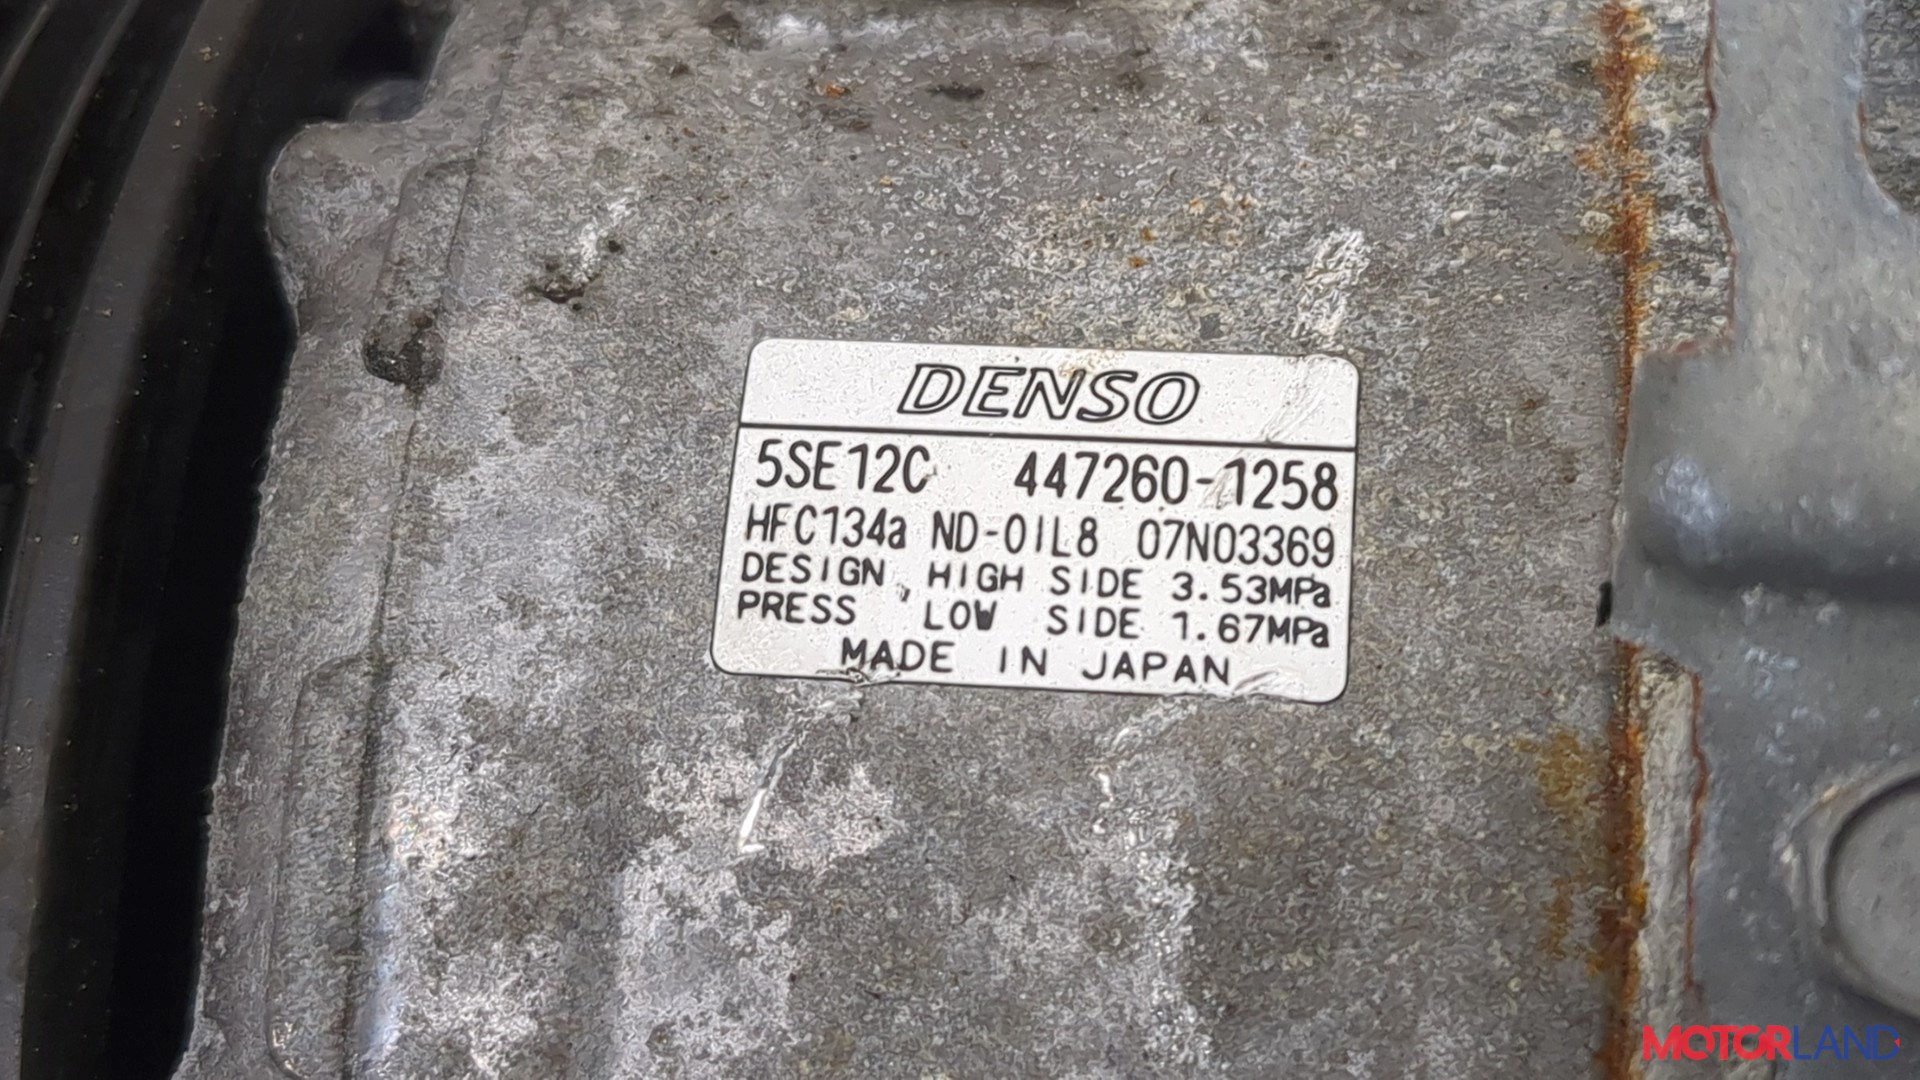 DENSO
5SE12C 447260-1258
HFC134a ND-OIL8 07N03369
DESIGN, HIGH SIDE 3.53MPa
PRESS LOW SIDE 1.67MPa
MADE IN JAPAN
MOTORLAND